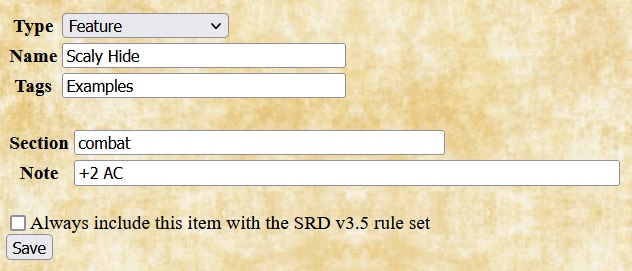 Type Feature
Name Scaly Hide
Tags Examples
Section combat
Note +2 AC
Always include this item with the SRD v3.5 rule set
Save